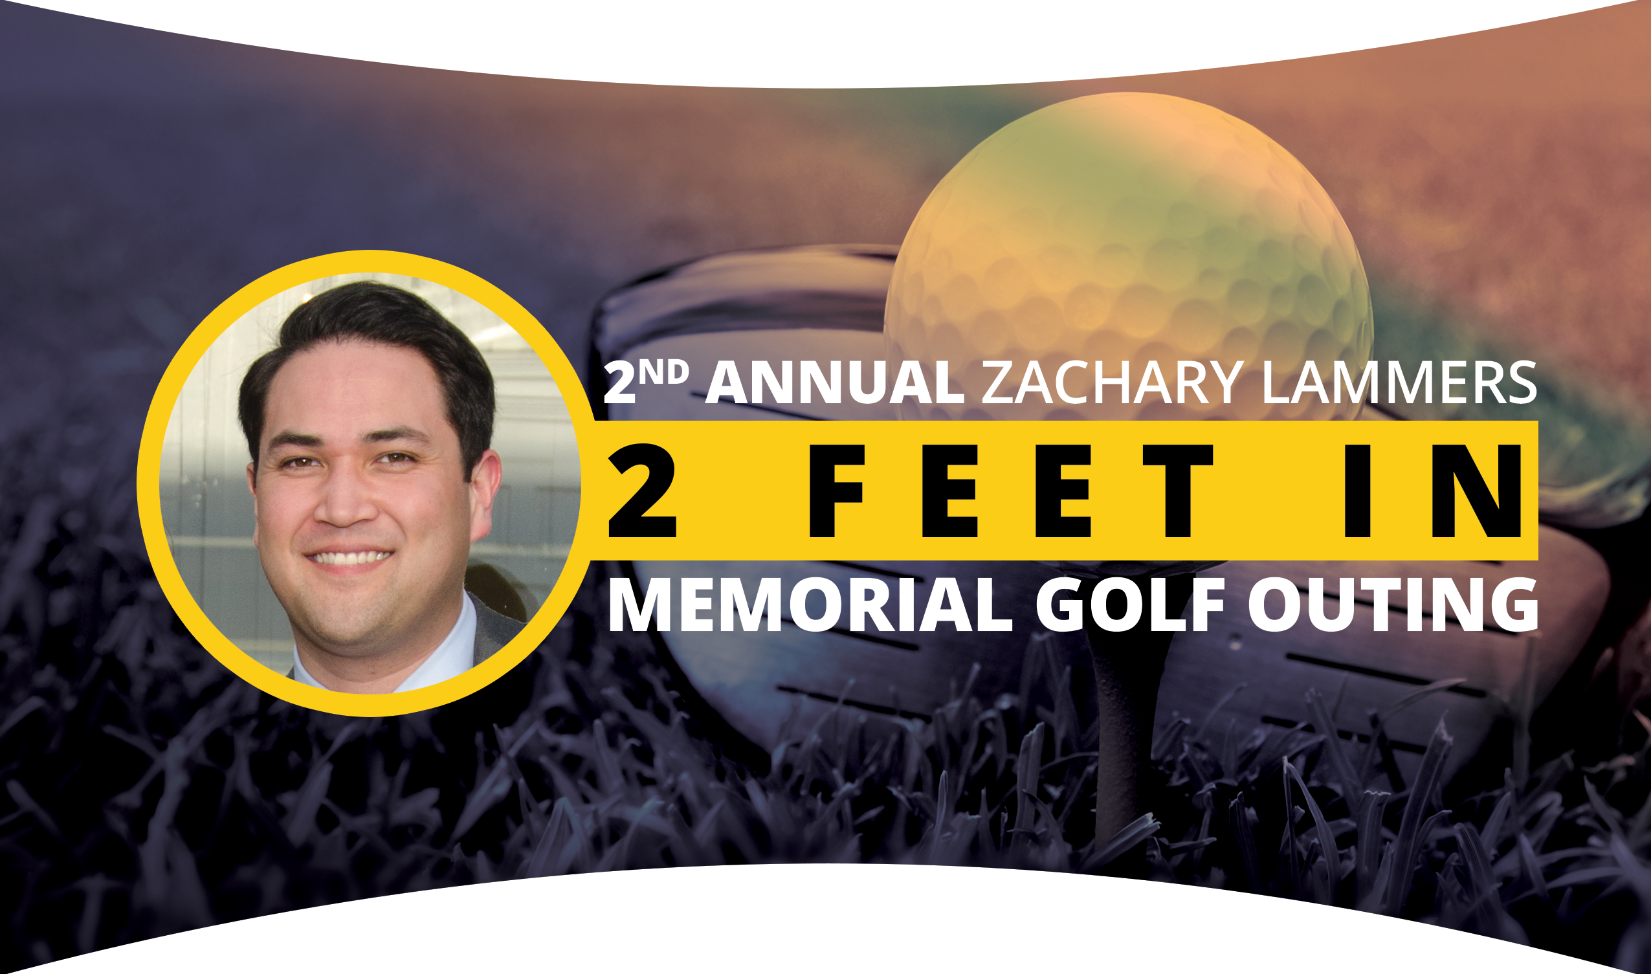 2ND ANNUAL ZACHARY LAMMERS
2 FEET IN
MEMORIAL GOLF OUTING